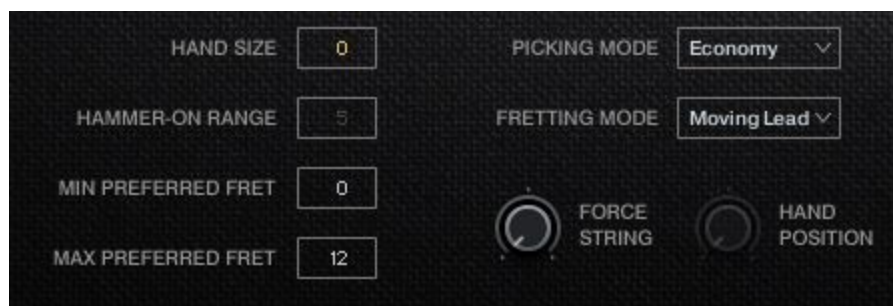 HAND SIZE 0
PICKING MODE Economy
HAMMER-ON RANGE 5
FRETTING MODE Moving Lead
MIN PREFERRED FRET 0
MAX PREFERRED FRET 12
FORCE
STRING
HAND
POSITION